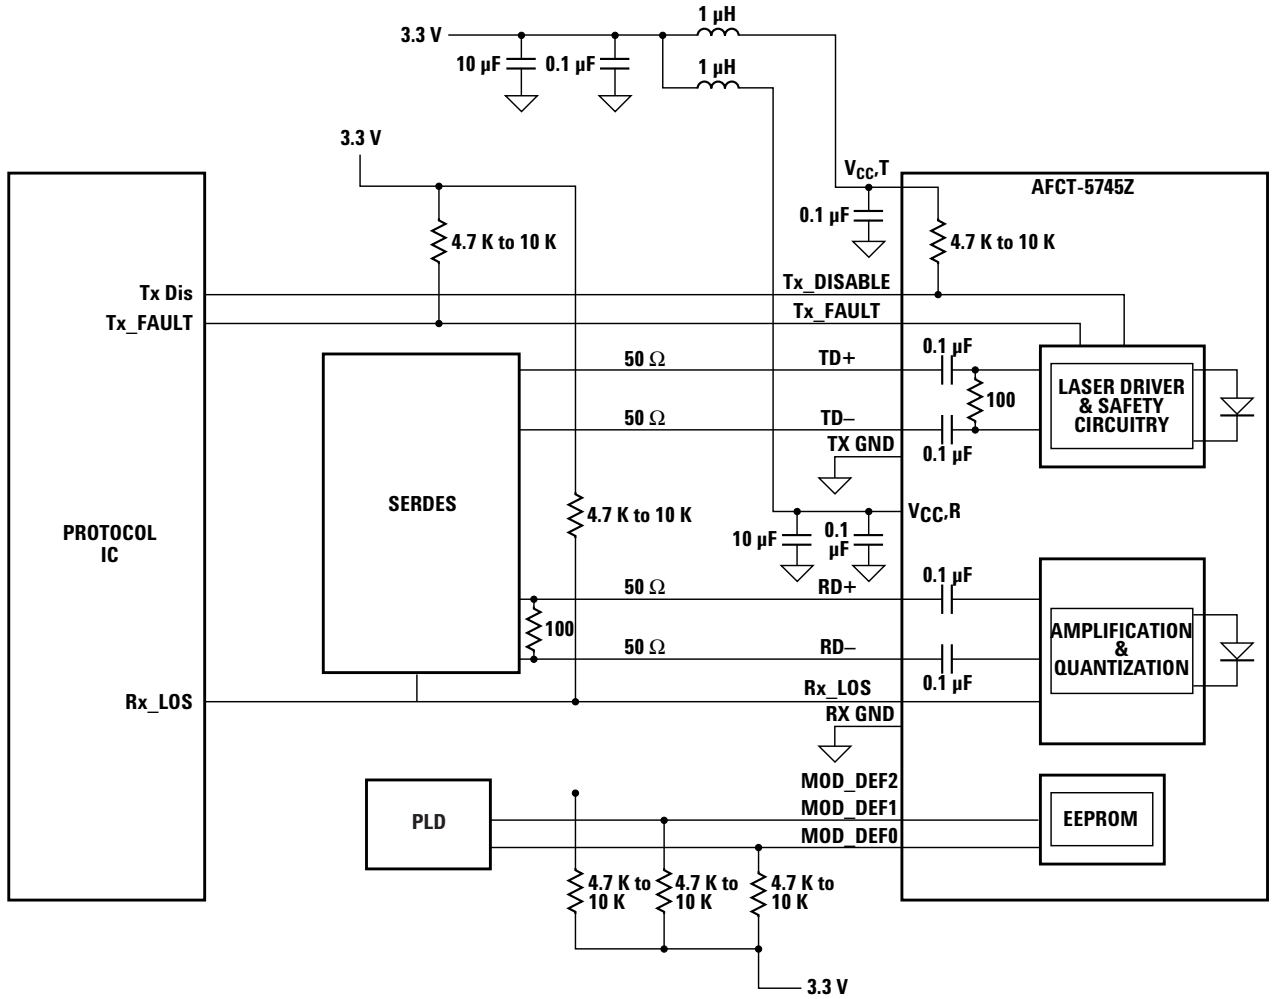 1 µH
3.3 V
10 µF
0.1 µF
1 µH
3.3 V
V_CC,T
AFCT-5745Z
0.1 µF
4.7 K to 10 K
4.7 K to 10 K
Tx Dis
Tx_DISABLE
Tx_FAULT
Tx_FAULT
0.1 µF
50 Ω
TD+
100
LASER DRIVER
& SAFETY
CIRCUITRY
50 Ω
TD–
TX GND
0.1 µF
SERDES
4.7 K to 10 K
V_CC,R
PROTOCOL
IC
10 µF
0.1
µF
0.1 µF
50 Ω
RD+
100
AMPLIFICATION
&
QUANTIZATION
50 Ω
RD–
0.1 µF
Rx_LOS
Rx_LOS
RX GND
MOD_DEF2
MOD_DEF1
MOD_DEF0
PLD
EEPROM
4.7 K to
10 K
4.7 K to
10 K
4.7 K to
10 K
3.3 V